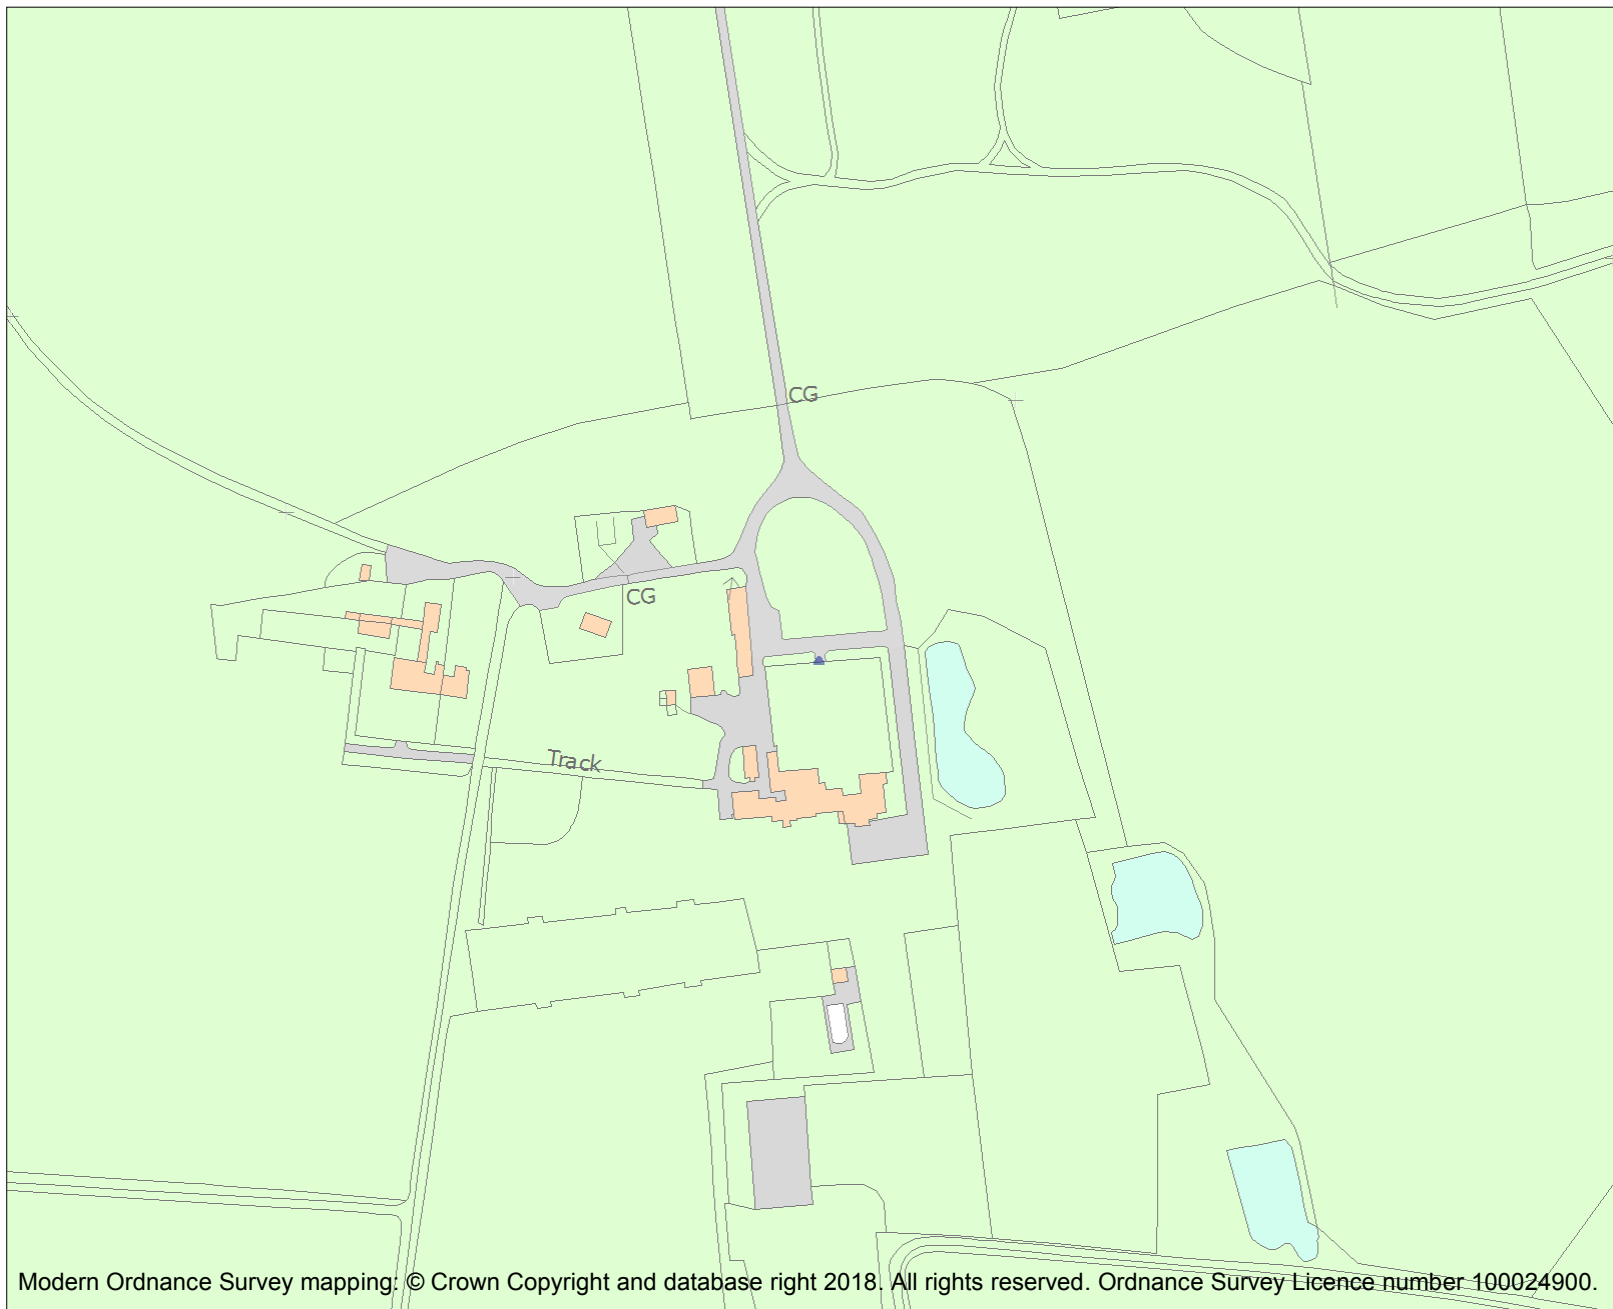 CG
CG
Track
Modern Ordnance Survey mapping: © Crown Copyright and database right 2018. All rights reserved. Ordnance Survey Licence number 100024900.